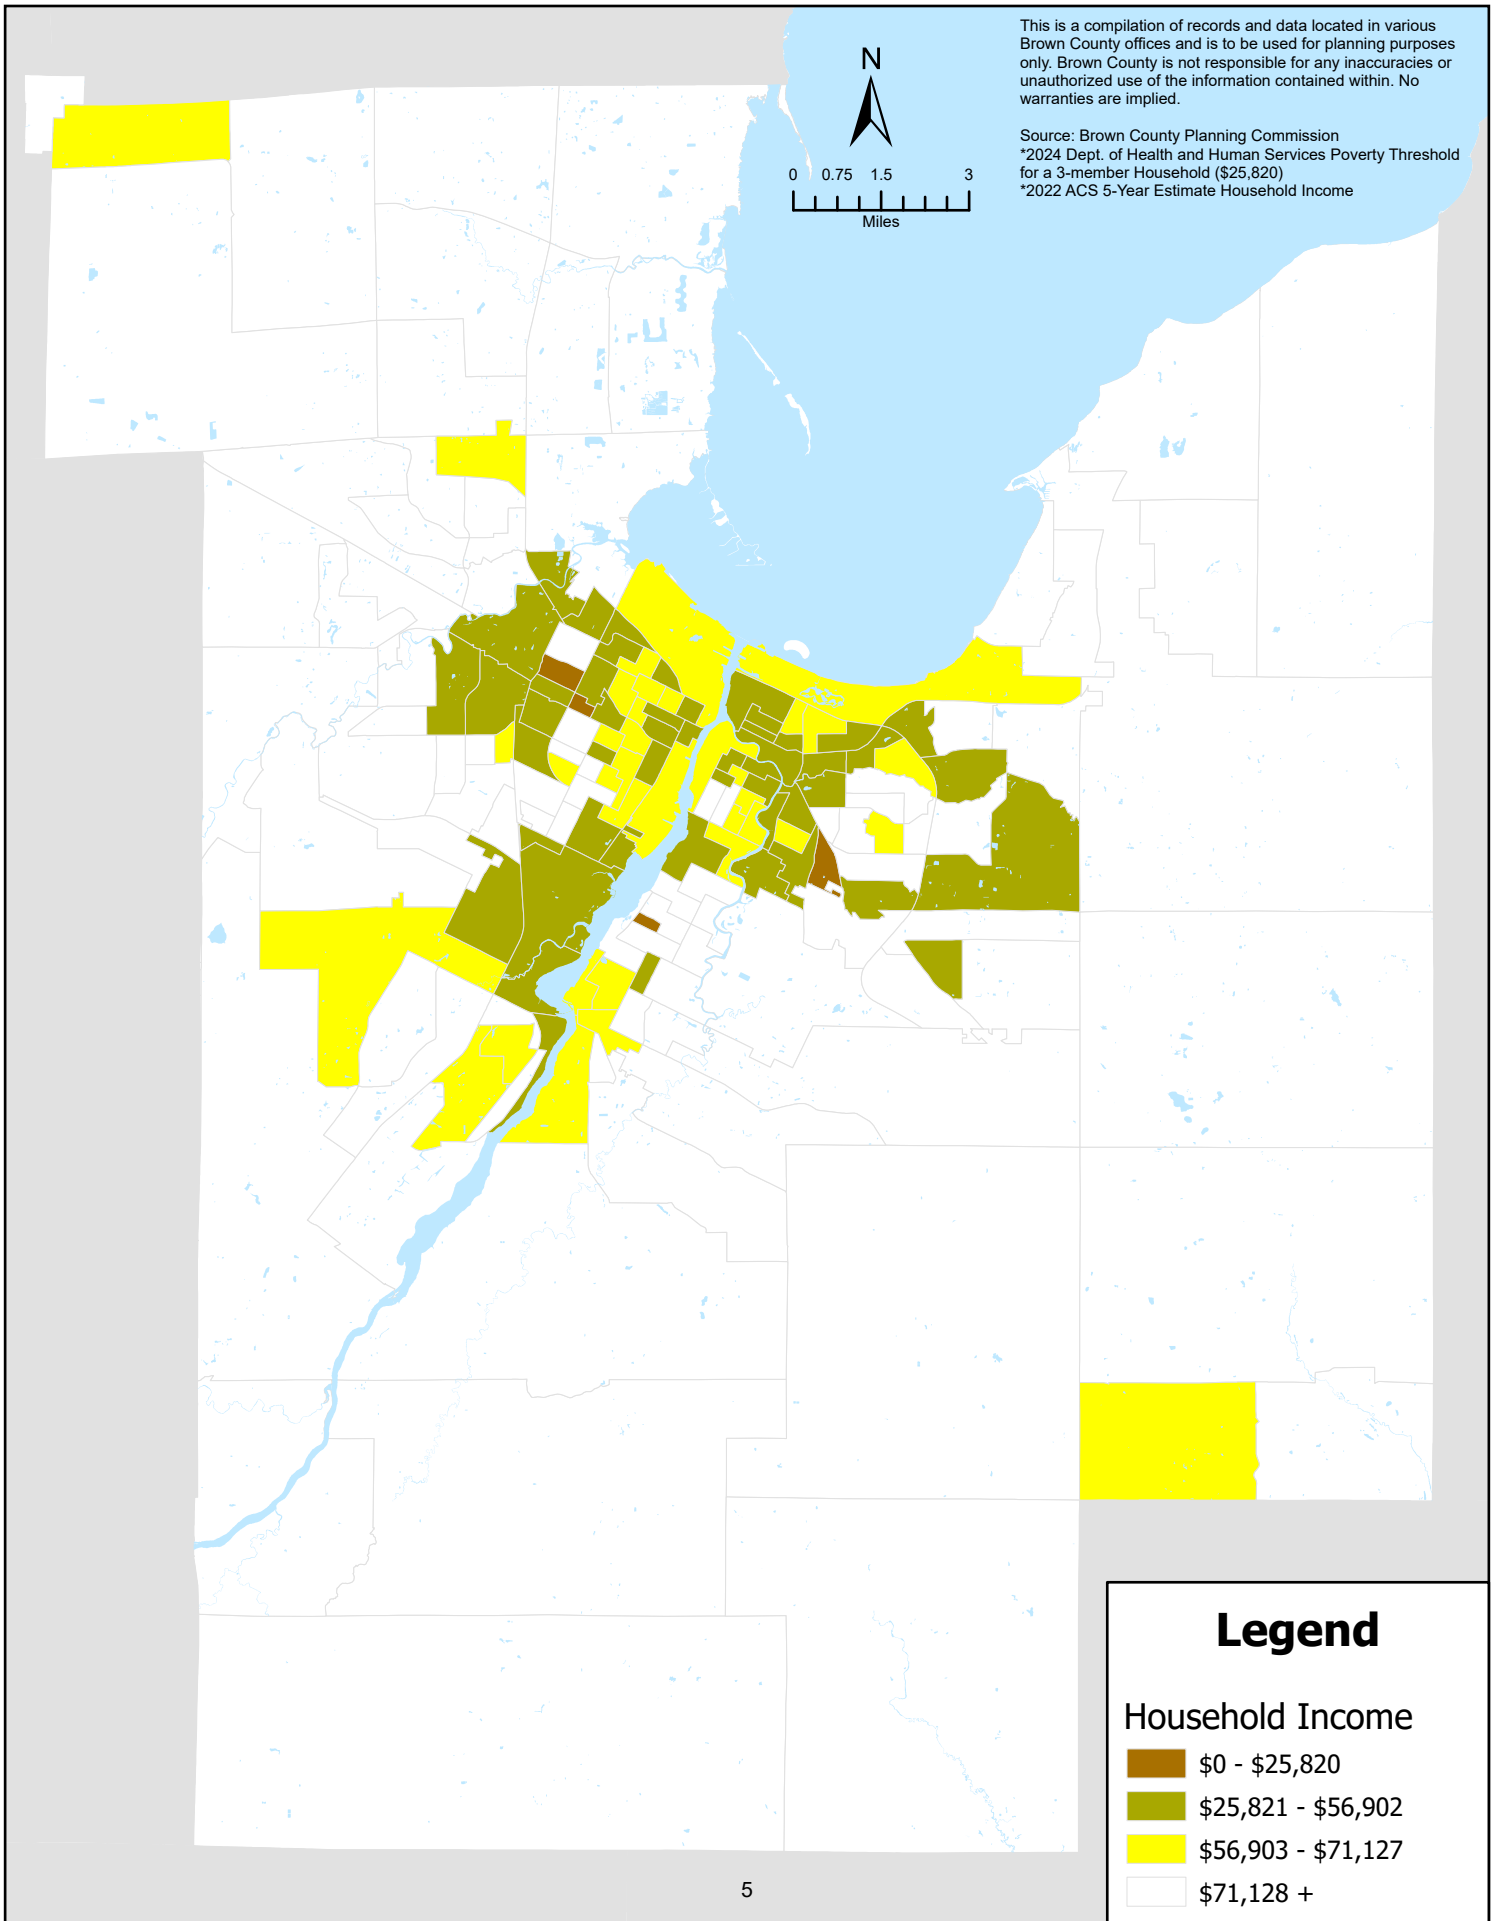 This is a compilation of records and data located in various
Brown County offices and is to be used for planning purposes
only. Brown County is not responsible for any inaccuracies or
unauthorized use of the information contained within. No
warranties are implied.
Source: Brown County Planning Commission
*2024 Dept. of Health and Human Services Poverty Threshold
for a 3-member Household ($25,820)
*2022 ACS 5-Year Estimate Household Income
N
0 0.75 1.5 3
Miles
Legend
Household Income
$0 - $25,820
$25,821 - $56,902
$56,903 - $71,127
$71,128 +
5